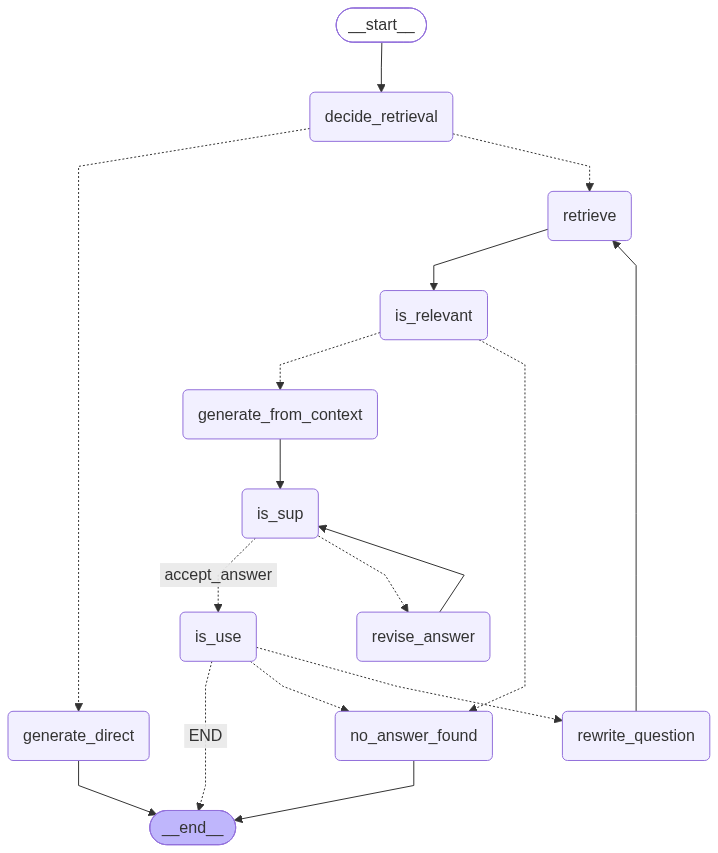 __start__
decide_retrieval
retrieve
is_relevant
generate_from_context
is_sup
accept_answer
is_use
revise_answer
generate_direct
END
no_answer_found
rewrite_question
__end__